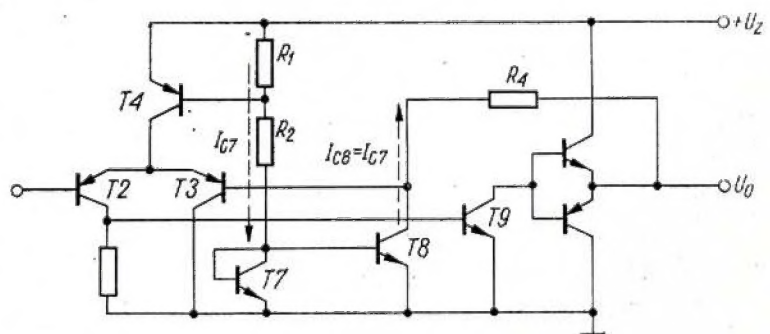 +U_Z
R_1
R_4
T4
R_2
I_C7
I_C8=I_C7
T2
T3
T9
U_0
T8
T7